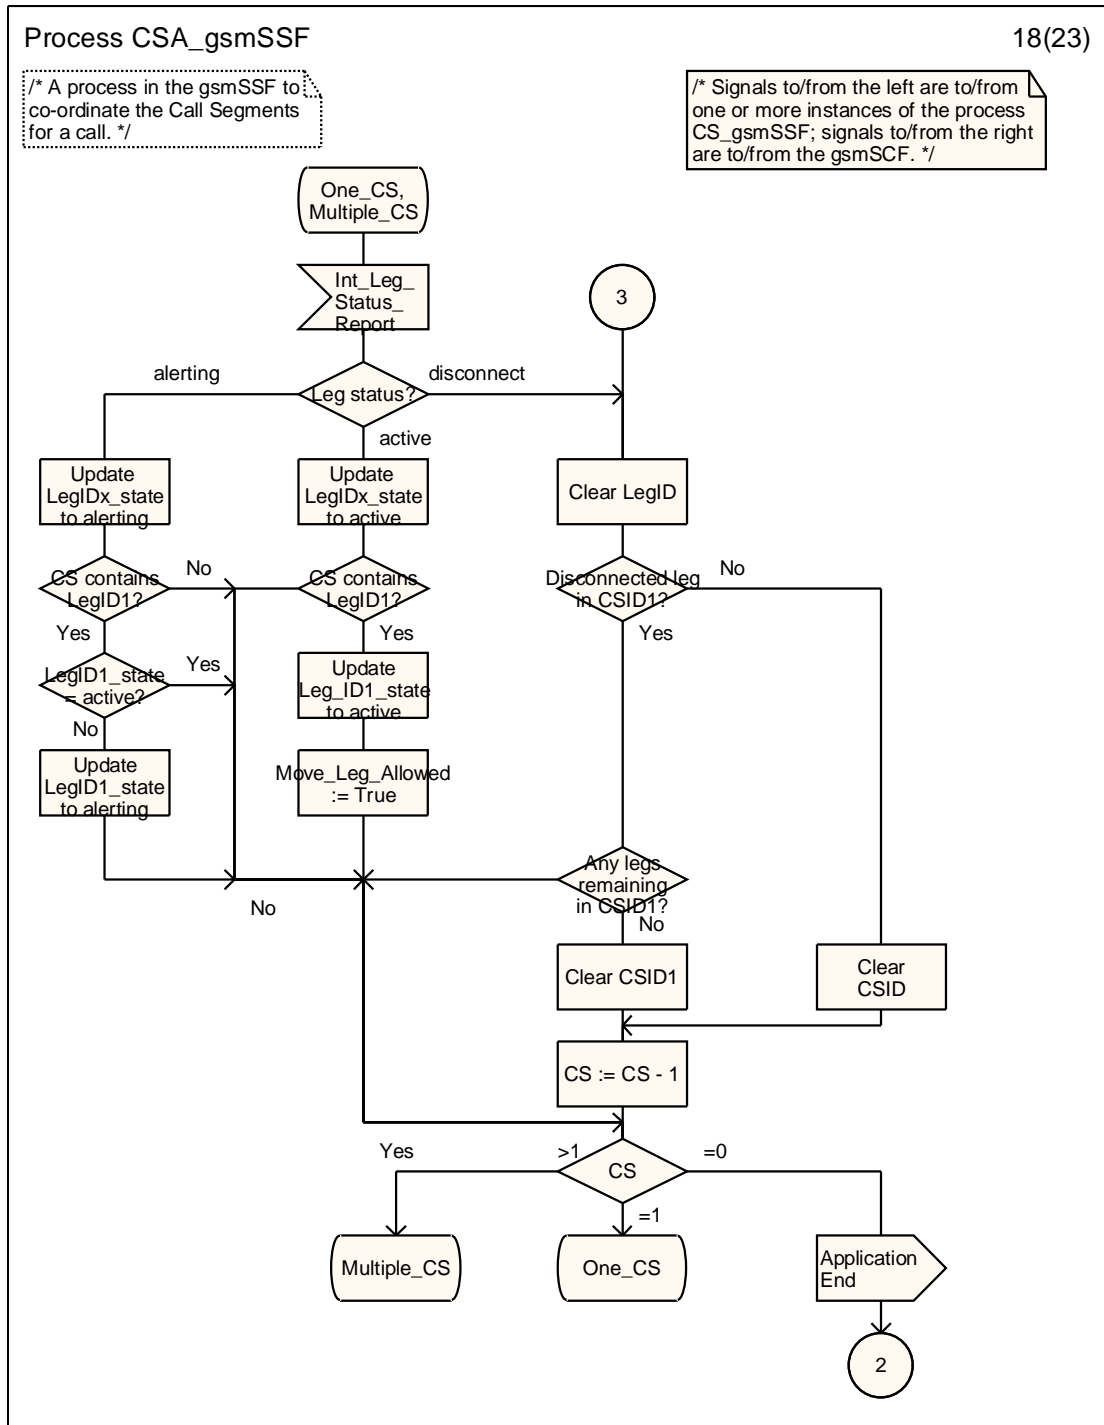 Process CSA_gsmSSF
18(23)
/* A process in the gsmSSF to
co-ordinate the Call Segments
for a call. */
/* Signals to/from the left are to/from
one or more instances of the process
CS_gsmSSF; signals to/from the right
are to/from the gsmSCF. */
One_CS,
Multiple_CS
Int_Leg_
Status_
Report
3
alerting
Leg status?
disconnect
active
Update
LegIDx_state
to alerting
Update
LegIDx_state
to active
Clear LegID
CS contains
LegID1?
No
CS contains
LegID1?
Disconnected leg
in CSID1?
No
Yes
Yes
Yes
LegID1_state
= active?
Yes
Update
Leg_ID1_state
to active
No
Update
LegID1_state
to alerting
Move_Leg_Allowed
:= True
Any legs
remaining
in CSID1?
No
No
Clear CSID1
Clear
CSID
CS := CS - 1
Yes
>1
CS
=0
=1
Multiple_CS
One_CS
Application
End
2